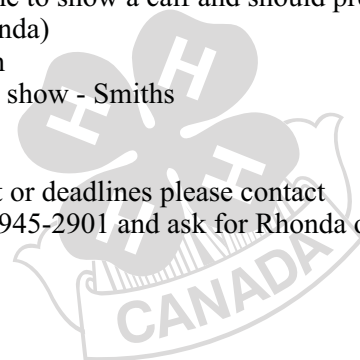 to show a calf and should pr
nda)
show - Smiths
t or deadlines please contact
945-2901 and ask for Rhonda
H H H H
CANADA